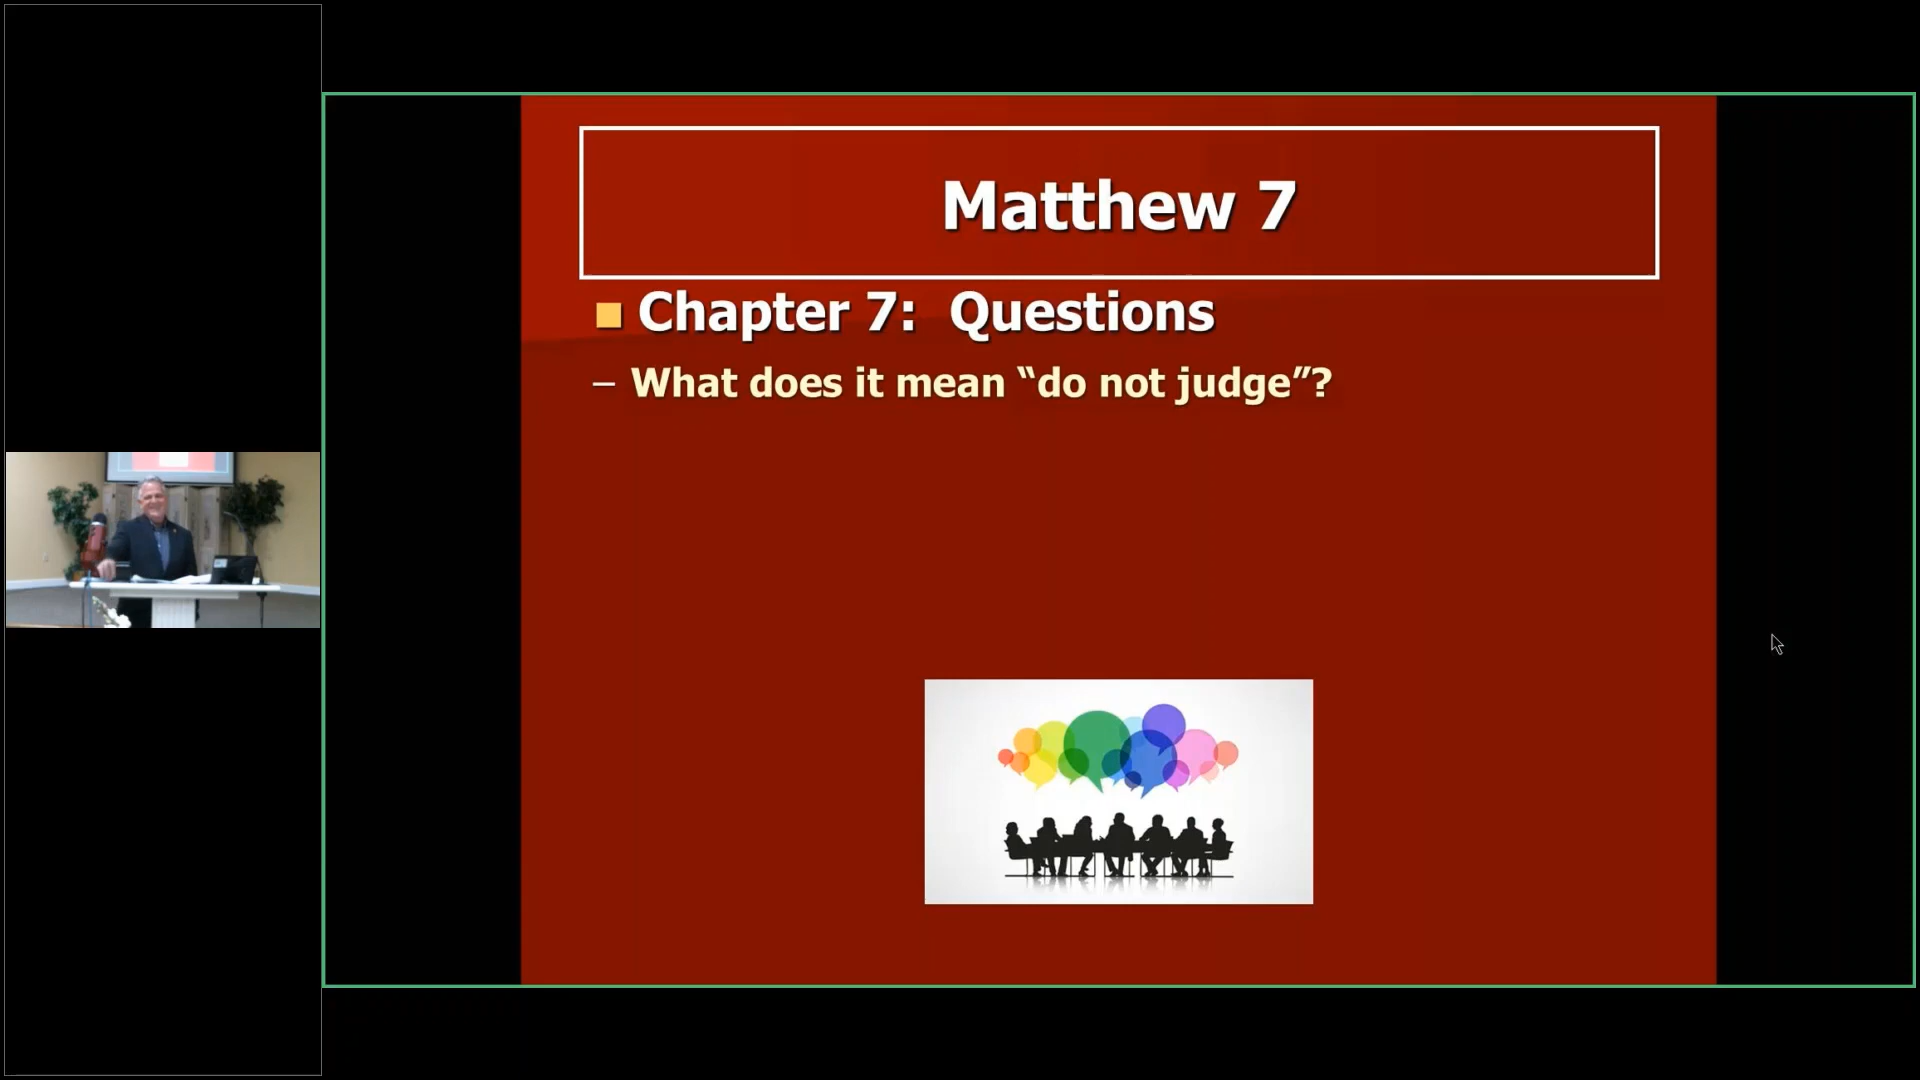 Matthew 7
Chapter 7: Questions
– What does it mean “do not judge”?